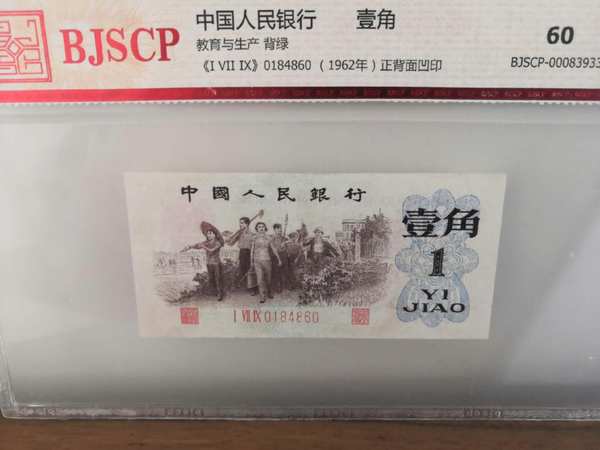 BJSCP
中国人民银行 壹角
教育与生产 背绿
《I VII IX》0184860 （1962年）正背面凹印
60
BJSCP-00083933
中國人民銀行
壹角
1
YI
JIAO
I VII IX 0184860